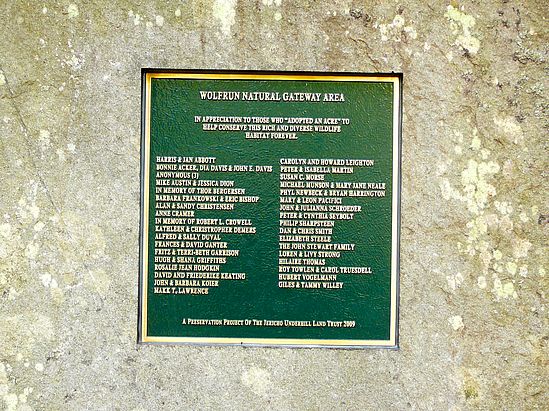 WOLFRUN NATURAL GATEWAY AREA
IN APPRECIATION TO THOSE WHO "ADOPTED AN ACRE" TO
HELP CONSERVE THIS RICH AND DIVERSE WILDLIFE
HABITAT FOREVER.
HARRIS & JAN ABBOTT
BONNIE ACKER, DIA DAVIS & JOHN E. DAVIS
ANONYMOUS (3)
MIKE AUSTIN & JESSICA DION
IN MEMORY OF THOR BERGERSEN
BARBARA FRANKOWSKI & ERIC BISHOP
ALAN & SANDY CHRISTENSEN
ANNE CRAMER
IN MEMORY OF ROBERT L. CROWELL
KATHLEEN & CHRISTOPHER DEMERS
ALFRED & SALLY DUVAL
FRANCES & DAVID GANTER
FRITZ & TERRI-BETH GARRISON
HUGH & SHANA GRIFFITHS
ROSALIE JEAN HODGKIN
DAVID AND FRIEDERIKE KEATING
JOHN & BARBARA KOIER
MARK T. LAWRENCE
CAROLYN AND HOWARD LEIGHTON
PETER & ISABELLA MARTIN
SUSAN C. MORSE
MICHAEL MUNSON & MARY JANE NEALE
PHYL NEWBECK & BRYAN HARRINGTON
MARY & LEON PACIFICI
JOHN & JULIANNA SCHROEDER
PETER & CYNTHIA SEYBOLT
PHILIP SHARPSTEEN
DAN & CHRIS SMITH
ELIZABETH STEELE
THE JOHN STEWART FAMILY
LOREN & LIVY STRONG
HILAIRE THOMAS
ROY TOWLEN & CAROL TRUESDELL
HUBERT VOGELMANN
GILES & TAMMY WILLEY
A PRESERVATION PROJECT OF THE JERICHO UNDERHILL LAND TRUST 2009